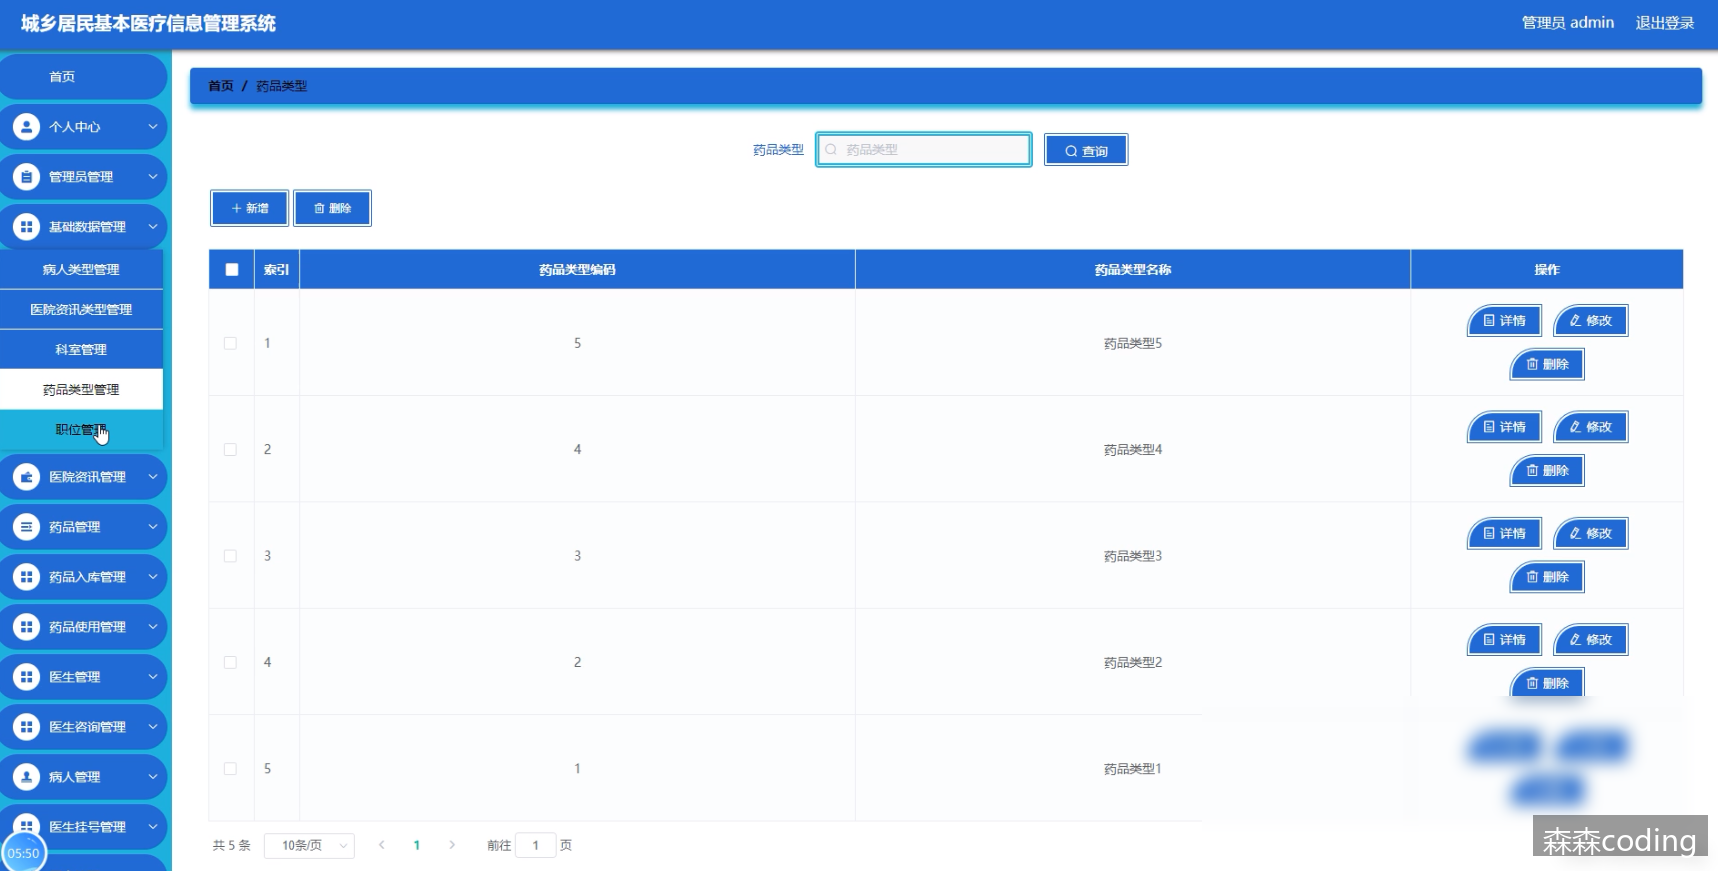 城乡居民基本医疗信息管理系统
管理员 admin 退出登录
首页
个人中心
管理员管理
基础数据管理
病人类型管理
医院资讯类型管理
科室管理
药品类型管理
职位管理
医院资讯管理
药品管理
药品入库管理
药品使用管理
医生管理
医生咨询管理
病人管理
医生挂号管理
05:50
首页 / 药品类型
药品类型 药品类型 查询
新增 删除
索引 药品类型编码 药品类型名称 操作
1 5 药品类型5 详情 修改
删除
2 4 药品类型4 详情 修改
删除
3 3 药品类型3 详情 修改
删除
4 2 药品类型2 详情 修改
删除
5 1 药品类型1
共 5 条 10条/页 1 前往 1 页
森森coding